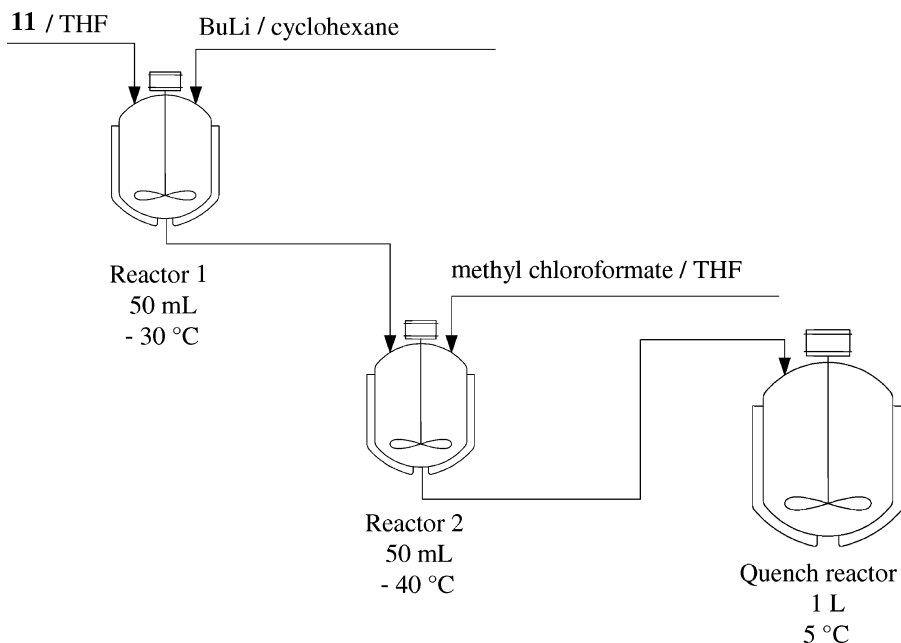 11 / THF
BuLi / cyclohexane
Reactor 1
50 mL
- 30 °C
methyl chloroformate / THF
Reactor 2
50 mL
- 40 °C
Quench reactor
1 L
5 °C